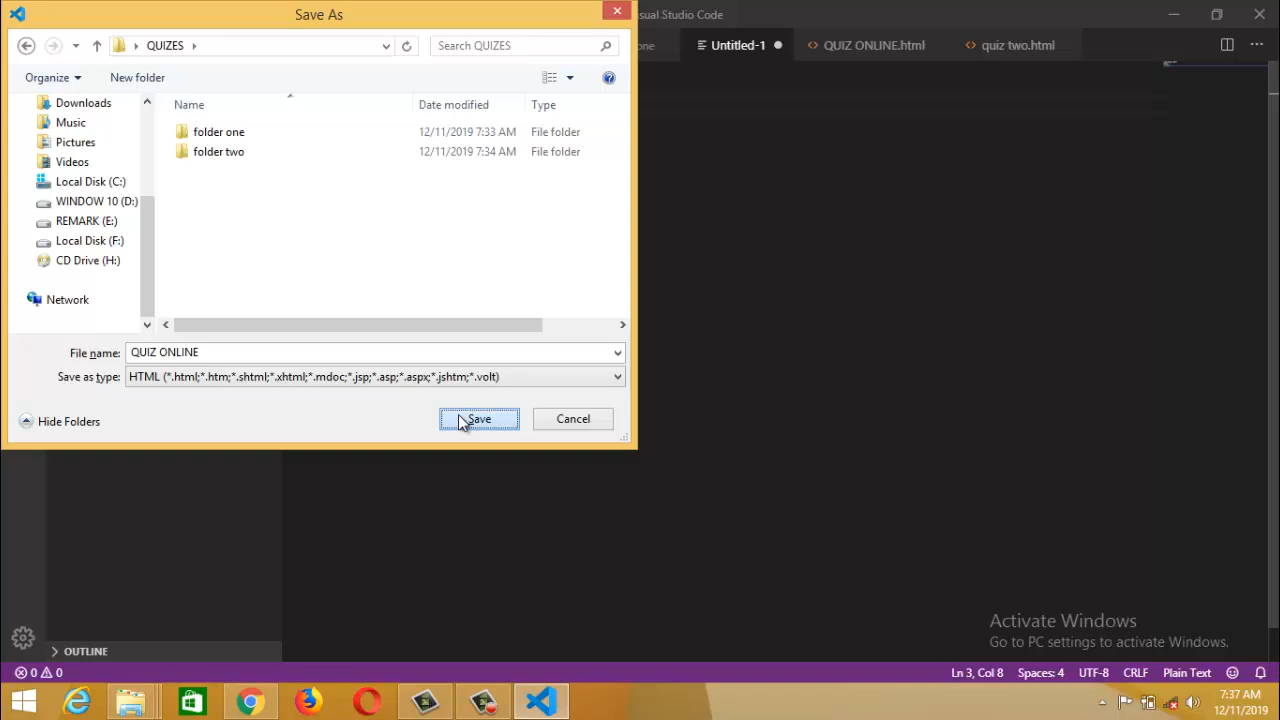 Save As
sual Studio Code
QUIZES
Search QUIZES
one
Untitled-1
QUIZ ONLINE.html
quiz two.html
Organize
New folder
Downloads
Music
Pictures
Videos
Local Disk (C:)
WINDOW 10 (D:)
REMARK (E:)
Local Disk (F:)
CD Drive (H:)
Network
Name
Date modified
Type
folder one
12/11/2019 7:33 AM
File folder
folder two
12/11/2019 7:34 AM
File folder
File name:
QUIZ ONLINE
Save as type:
HTML (*.html;*.htm;*.shtml;*.xhtml;*.mdoc;*.jsp;*.asp;*.aspx;*.jshtm;*.volt)
Hide Folders
Save
Cancel
Activate Windows
Go to PC settings to activate Windows.
OUTLINE
0
0
Ln 3, Col 8
Spaces: 4
UTF-8
CRLF
Plain Text
7:37 AM
12/11/2019